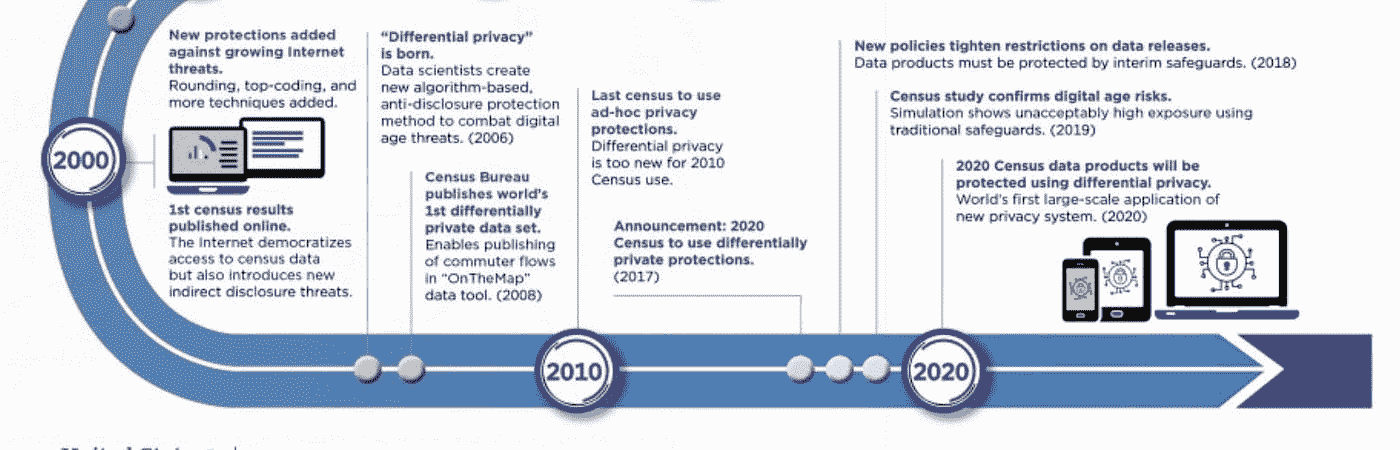 New protections added
against growing Internet
threats.
Rounding, top-coding, and
more techniques added.
2000
1st census results
published online.
The Internet democratizes
access to census data
but also introduces new
indirect disclosure threats.
“Differential privacy”
is born.
Data scientists create
new algorithm-based,
anti-disclosure protection
method to combat digital
age threats. (2006)
Census Bureau
publishes world's
1st differentially
private data set.
Enables publishing
of commuter flows
in “OnTheMap”
data tool. (2008)
Last census to use
ad-hoc privacy
protections.
Differential privacy
is too new for 2010
Census use.
2010
Announcement: 2020
Census to use differentially
private protections.
(2017)
New policies tighten restrictions on data releases.
Data products must be protected by interim safeguards. (2018)
Census study confirms digital age risks.
Simulation shows unacceptably high exposure using
traditional safeguards. (2019)
2020 Census data products will be
protected using differential privacy.
World's first large-scale application of
new privacy system. (2020)
2020